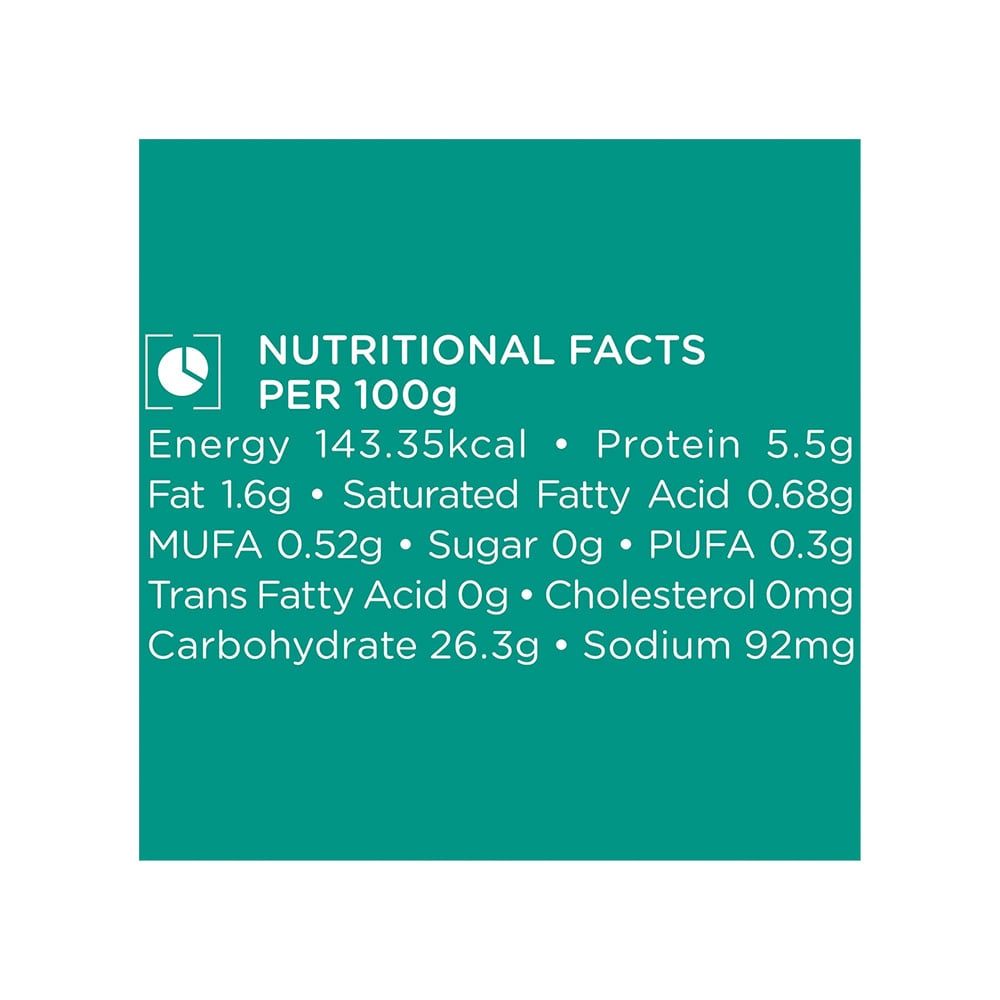 NUTRITIONAL FACTS
PER 100g
Energy 143.35kcal • Protein 5.5g
Fat 1.6g • Saturated Fatty Acid 0.68g
MUFA 0.52g • Sugar 0g • PUFA 0.3g
Trans Fatty Acid 0g • Cholesterol 0mg
Carbohydrate 26.3g • Sodium 92mg